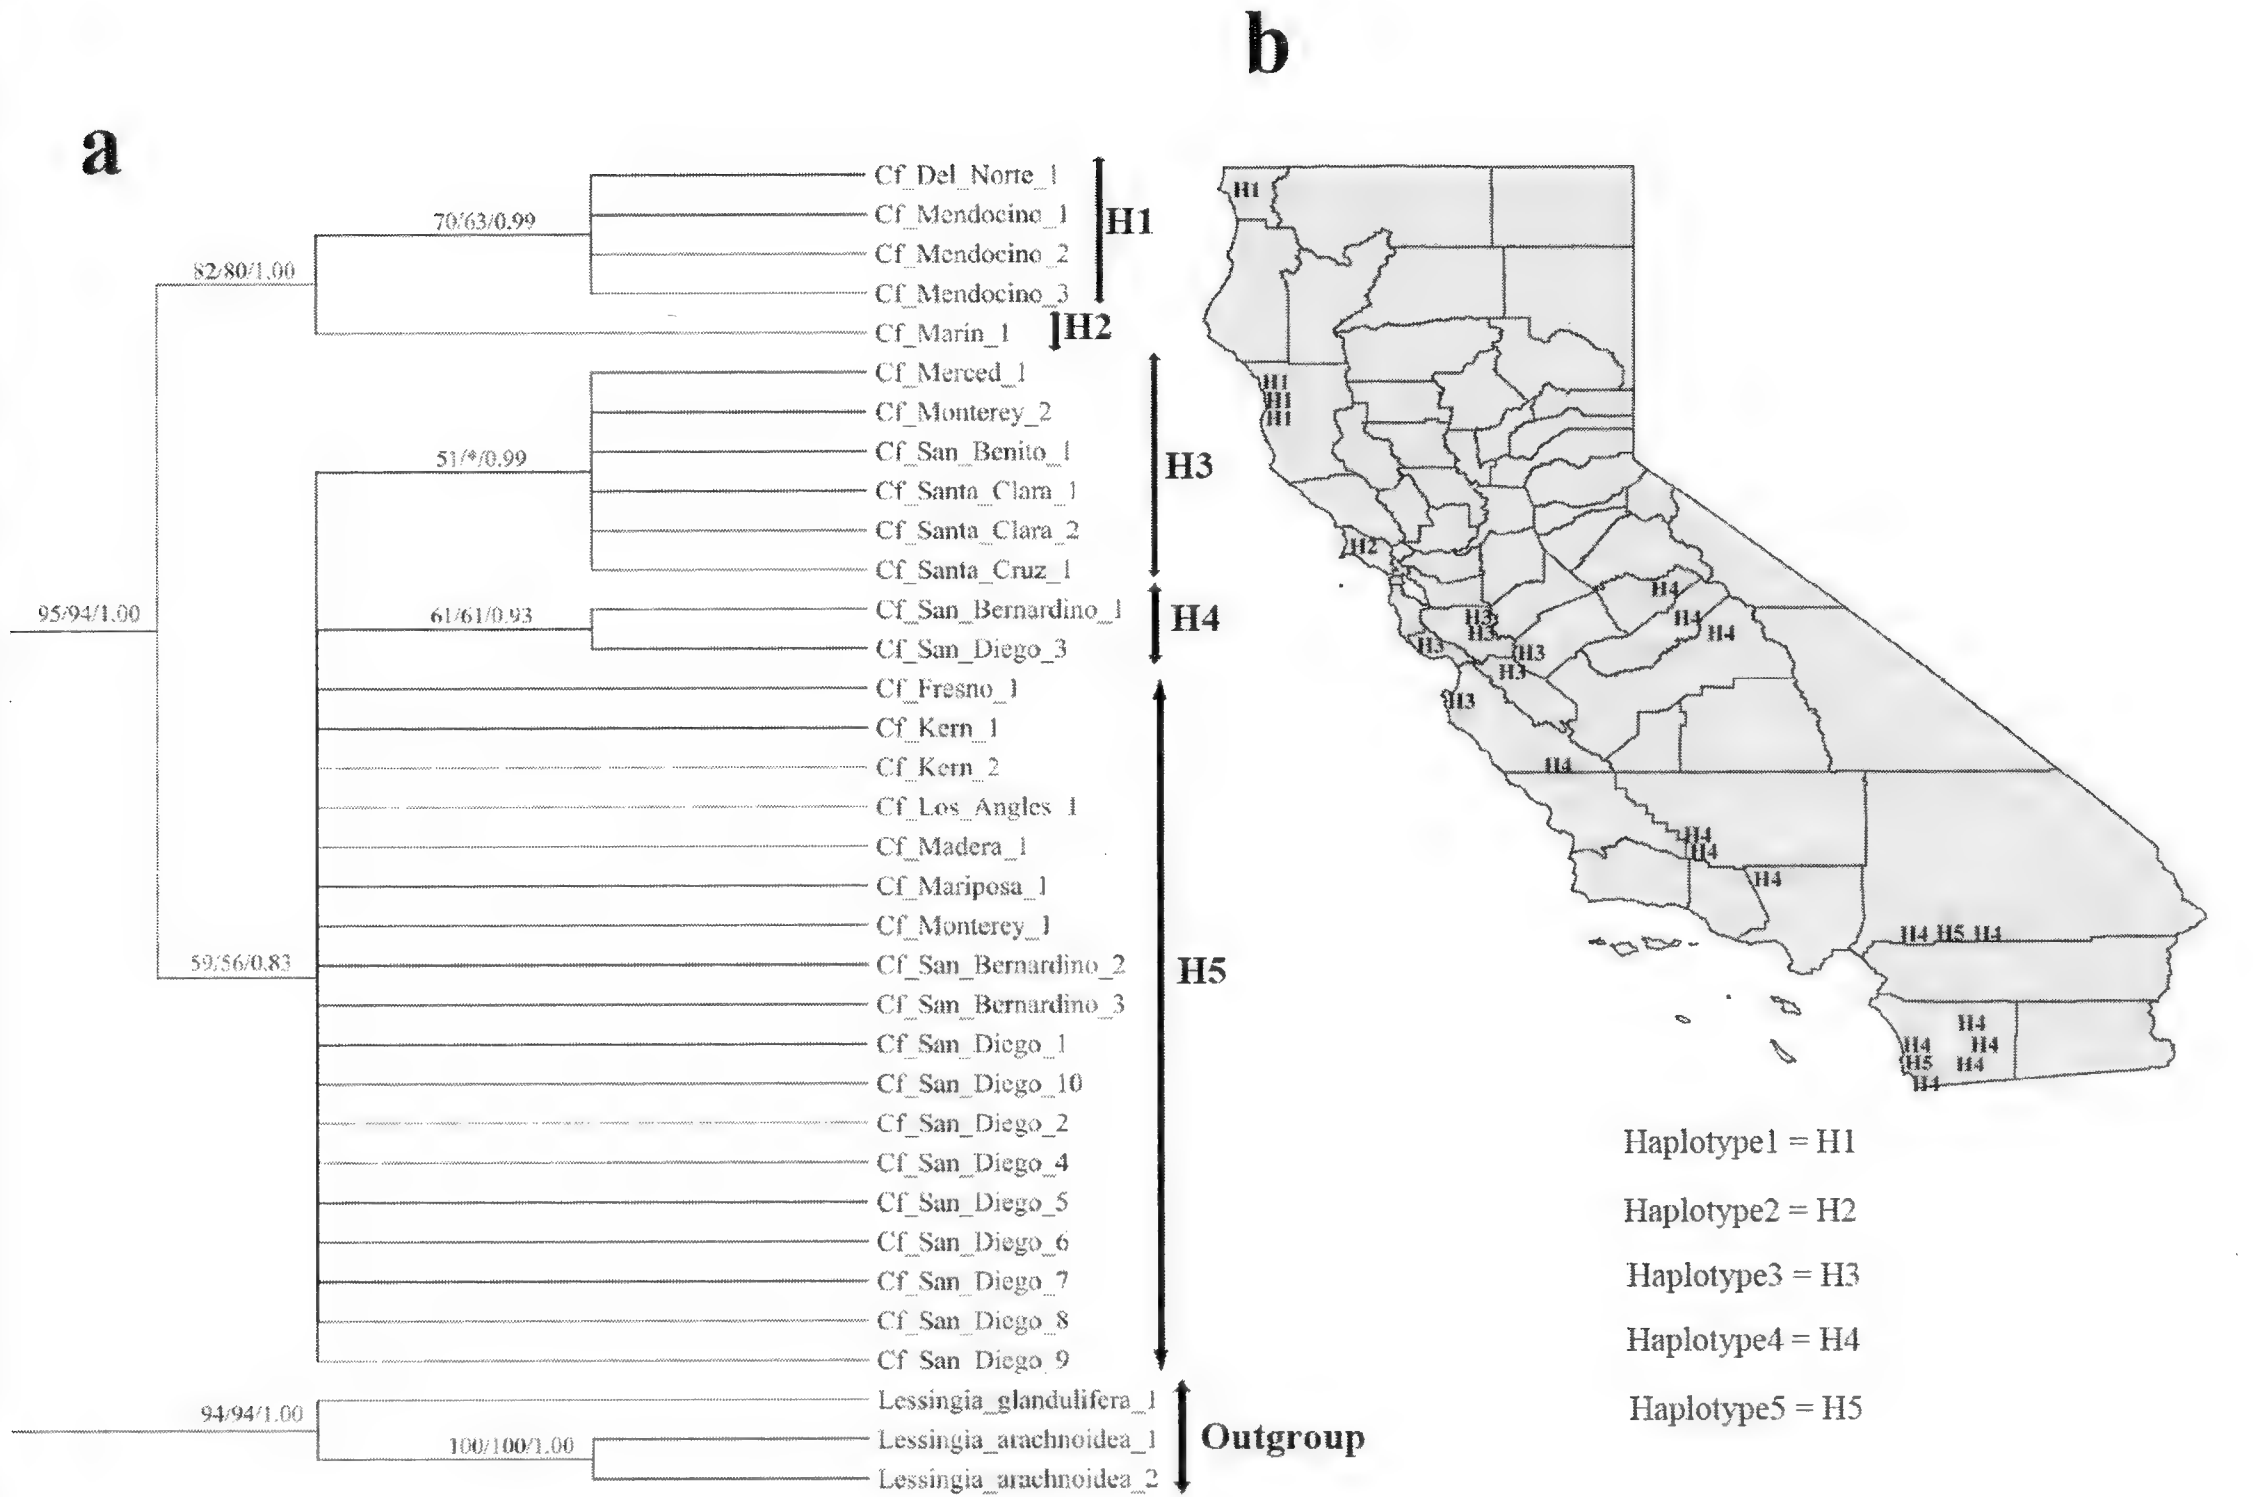 a
70/63/0.99
82/80/1.00
95/94/1.00
51/*/0.99
61/61/0.93
59/56/0.83
94/94/1.00
100/100/1.00
Cf_Del_Norte_1
Cf_Mendocino_1
Cf_Mendocino_2
Cf_Mendocino_3
H1
Cf_Marin_1
H2
Cf_Merced_1
Cf_Monterey_2
Cf_San_Benito_1
Cf_Santa_Clara_1
Cf_Santa_Clara_2
Cf_Santa_Cruz_1
H3
Cf_San_Bernardino_1
Cf_San_Diego_3
H4
Cf_Fresno_1
Cf_Kern_1
Cf_Kern_2
Cf_Los_Angles_1
Cf_Madera_1
Cf_Mariposa_1
Cf_Monterey_1
Cf_San_Bernardino_2
Cf_San_Bernardino_3
Cf_San_Diego_1
Cf_San_Diego_10
Cf_San_Diego_2
Cf_San_Diego_4
Cf_San_Diego_5
Cf_San_Diego_6
Cf_San_Diego_7
Cf_San_Diego_8
Cf_San_Diego_9
H5
Lessingia_glandulifera_1
Lessingia_arachnoidea_1
Lessingia_arachnoidea_2
Outgroup
b
H1
H1
H1
H1
H2
H4
H3
H4
H3
H4
H3
H3
H3
H3
H4
H4
H4
H4
H4 H5 H4
H4
H4
H4
H5
H4
H4
Haplotype1 = H1
Haplotype2 = H2
Haplotype3 = H3
Haplotype4 = H4
Haplotype5 = H5